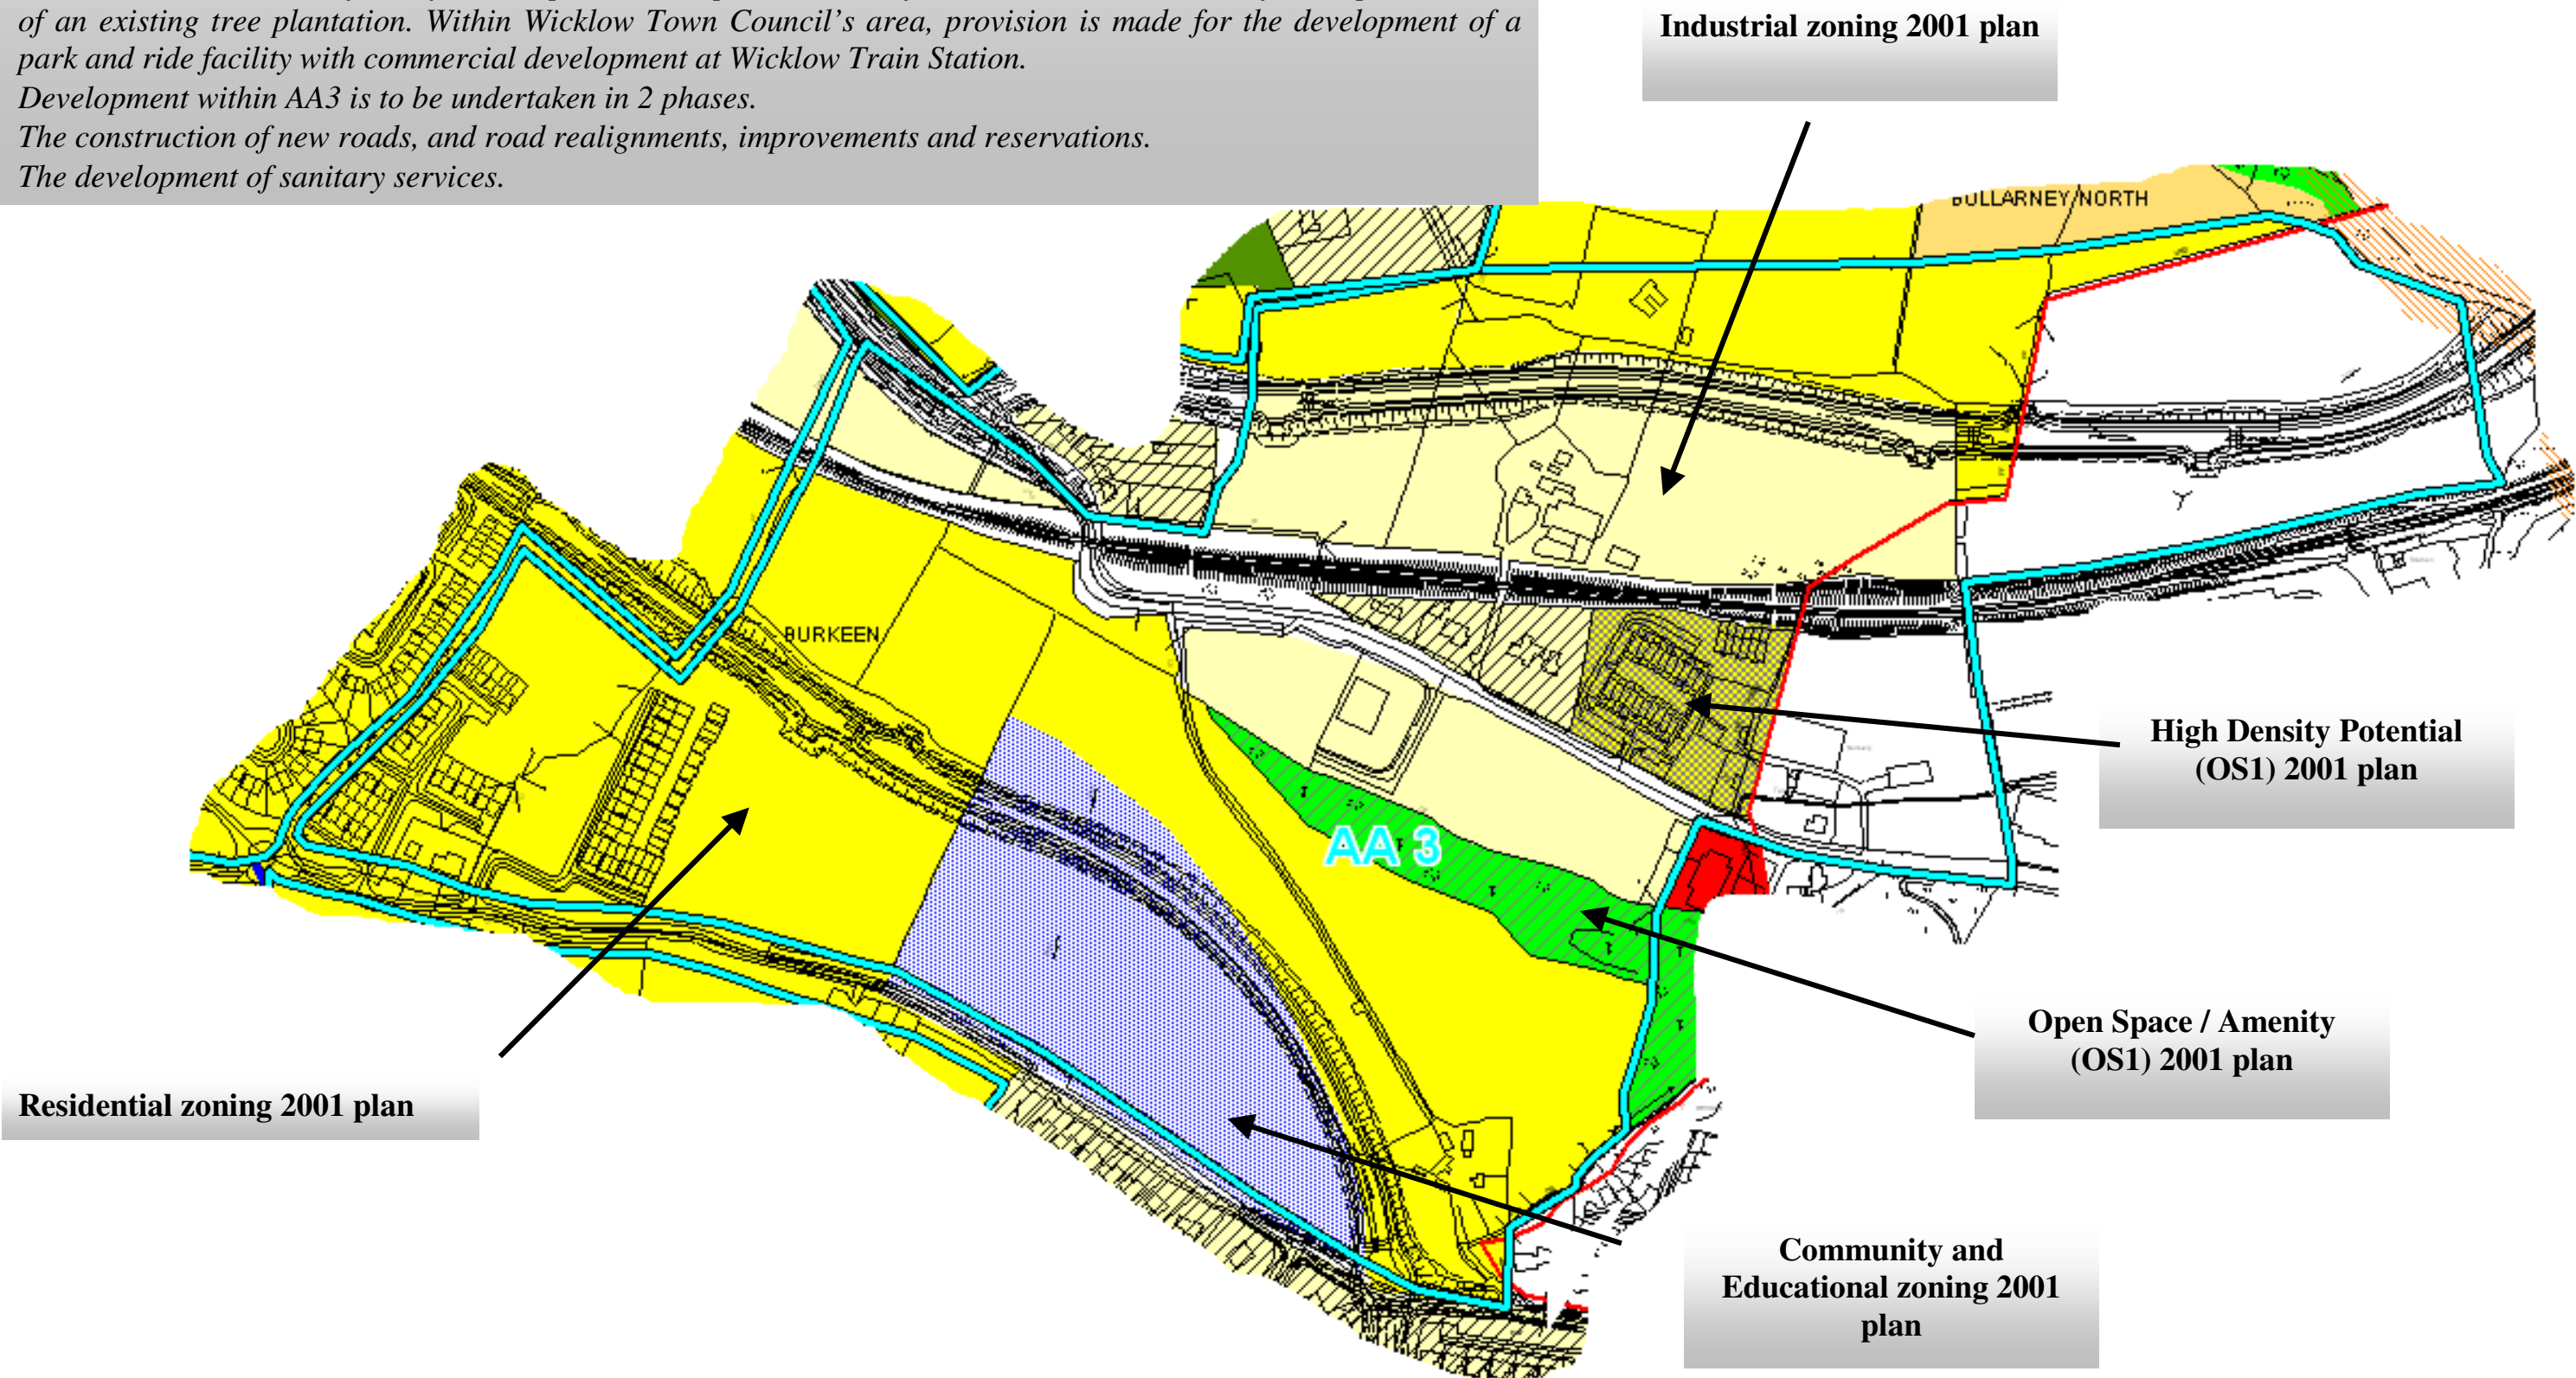 of an existing tree plantation. Within Wicklow Town Council's area, provision is made for the development of a
park and ride facility with commercial development at Wicklow Train Station.
Development within AA3 is to be undertaken in 2 phases.
The construction of new roads, and road realignments, improvements and reservations.
The development of sanitary services.
Industrial zoning 2001 plan
BOLLARNEY NORTH
BURKEEN
High Density Potential
(OS1) 2001 plan
AA 3
Open Space / Amenity
(OS1) 2001 plan
Residential zoning 2001 plan
Community and
Educational zoning 2001
plan